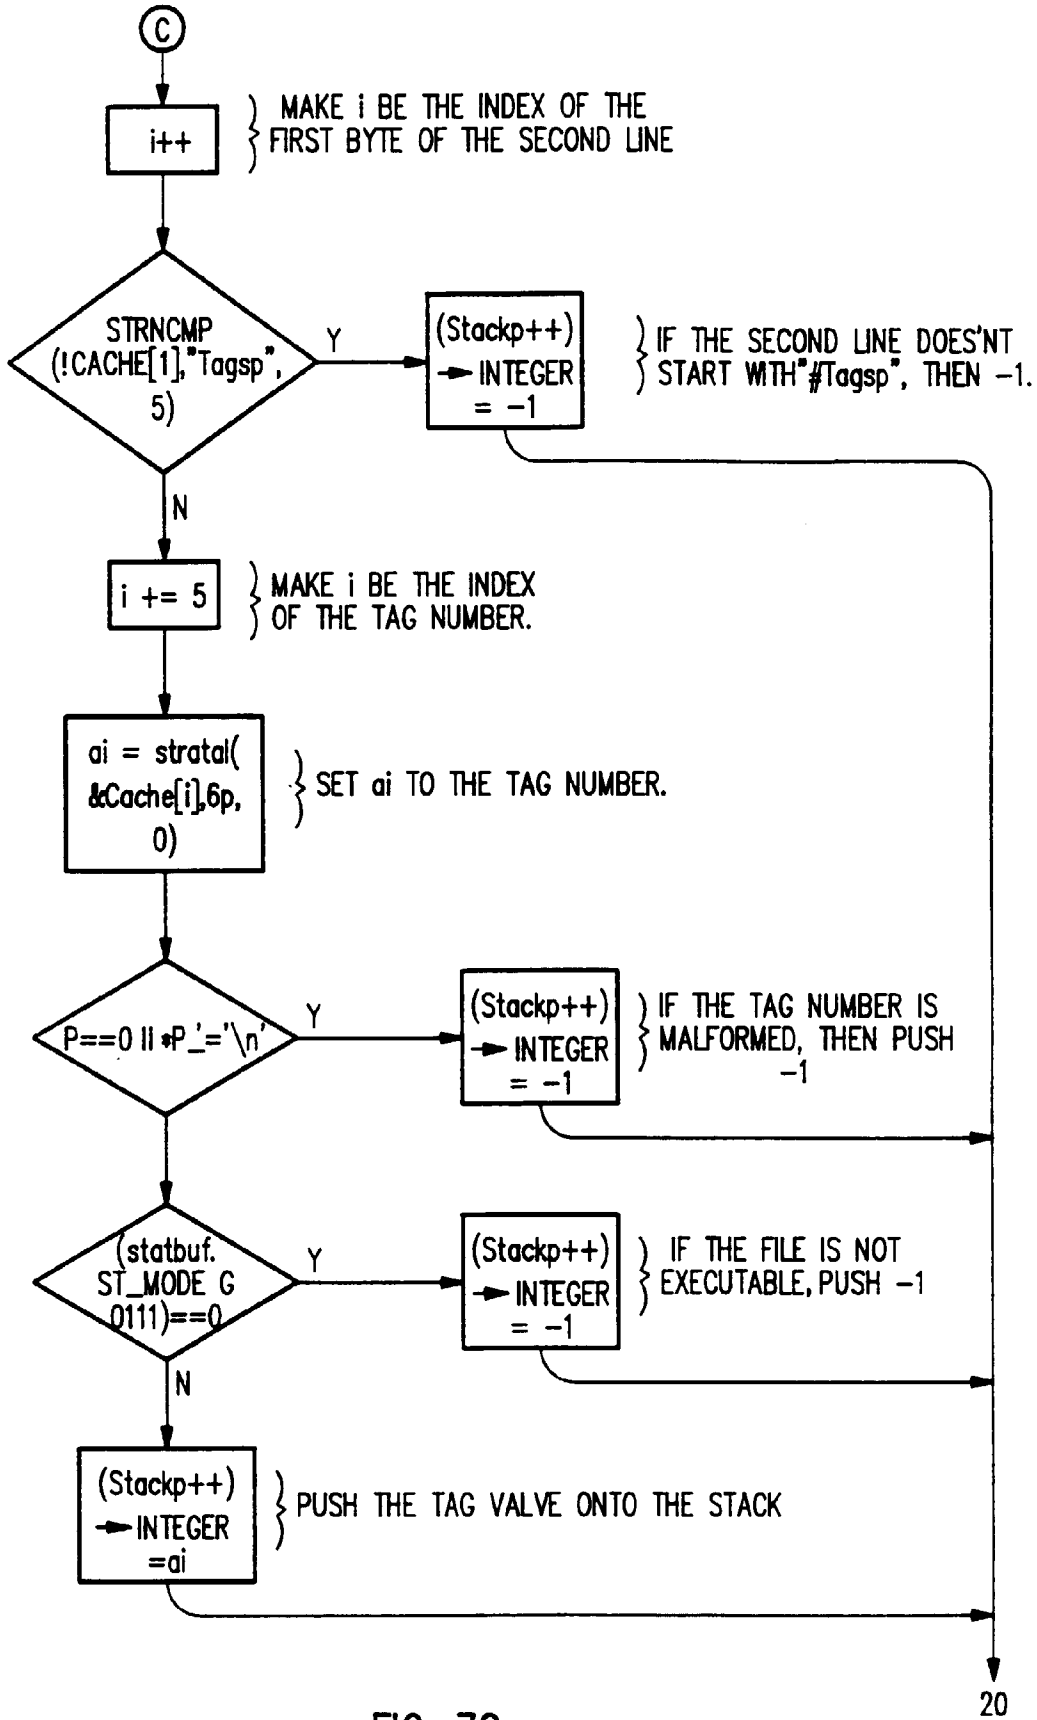 C
i++
MAKE i BE THE INDEX OF THE
FIRST BYTE OF THE SECOND LINE
STRNCMP
(!CACHE[1],"Tagsp",
5)
Y
(Stackp++)
→ INTEGER
= -1
IF THE SECOND LINE DOES'NT
START WITH"#Tagsp", THEN -1.
N
i += 5
MAKE i BE THE INDEX
OF THE TAG NUMBER.
ai = stratal(
&Cache[i],6p,
0)
SET ai TO THE TAG NUMBER.
P==0 II *P_'='\n'
Y
(Stackp++)
→ INTEGER
= -1
IF THE TAG NUMBER IS
MALFORMED, THEN PUSH
-1
(statbuf.
ST_MODE G
0111)==0
Y
(Stackp++)
→ INTEGER
= -1
IF THE FILE IS NOT
EXECUTABLE, PUSH -1
N
(Stackp++)
→ INTEGER
=ai
PUSH THE TAG VALVE ONTO THE STACK
20